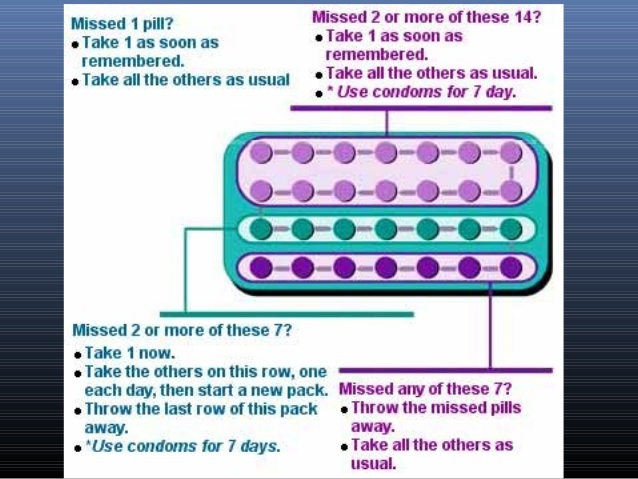 Missed 1 pill?
● Take 1 as soon as
remembered.
● Take all the others as usual
Missed 2 or more of these 14?
● Take 1 as soon as
remembered.
● Take all the others as usual.
● * Use condoms for 7 day.
Missed 2 or more of these 7?
● Take 1 now.
● Take the others on this row, one
each day, then start a new pack.
● Throw the last row of this pack
away.
● *Use condoms for 7 days.
Missed any of these 7?
● Throw the missed pills
away.
● Take all the others as
usual.